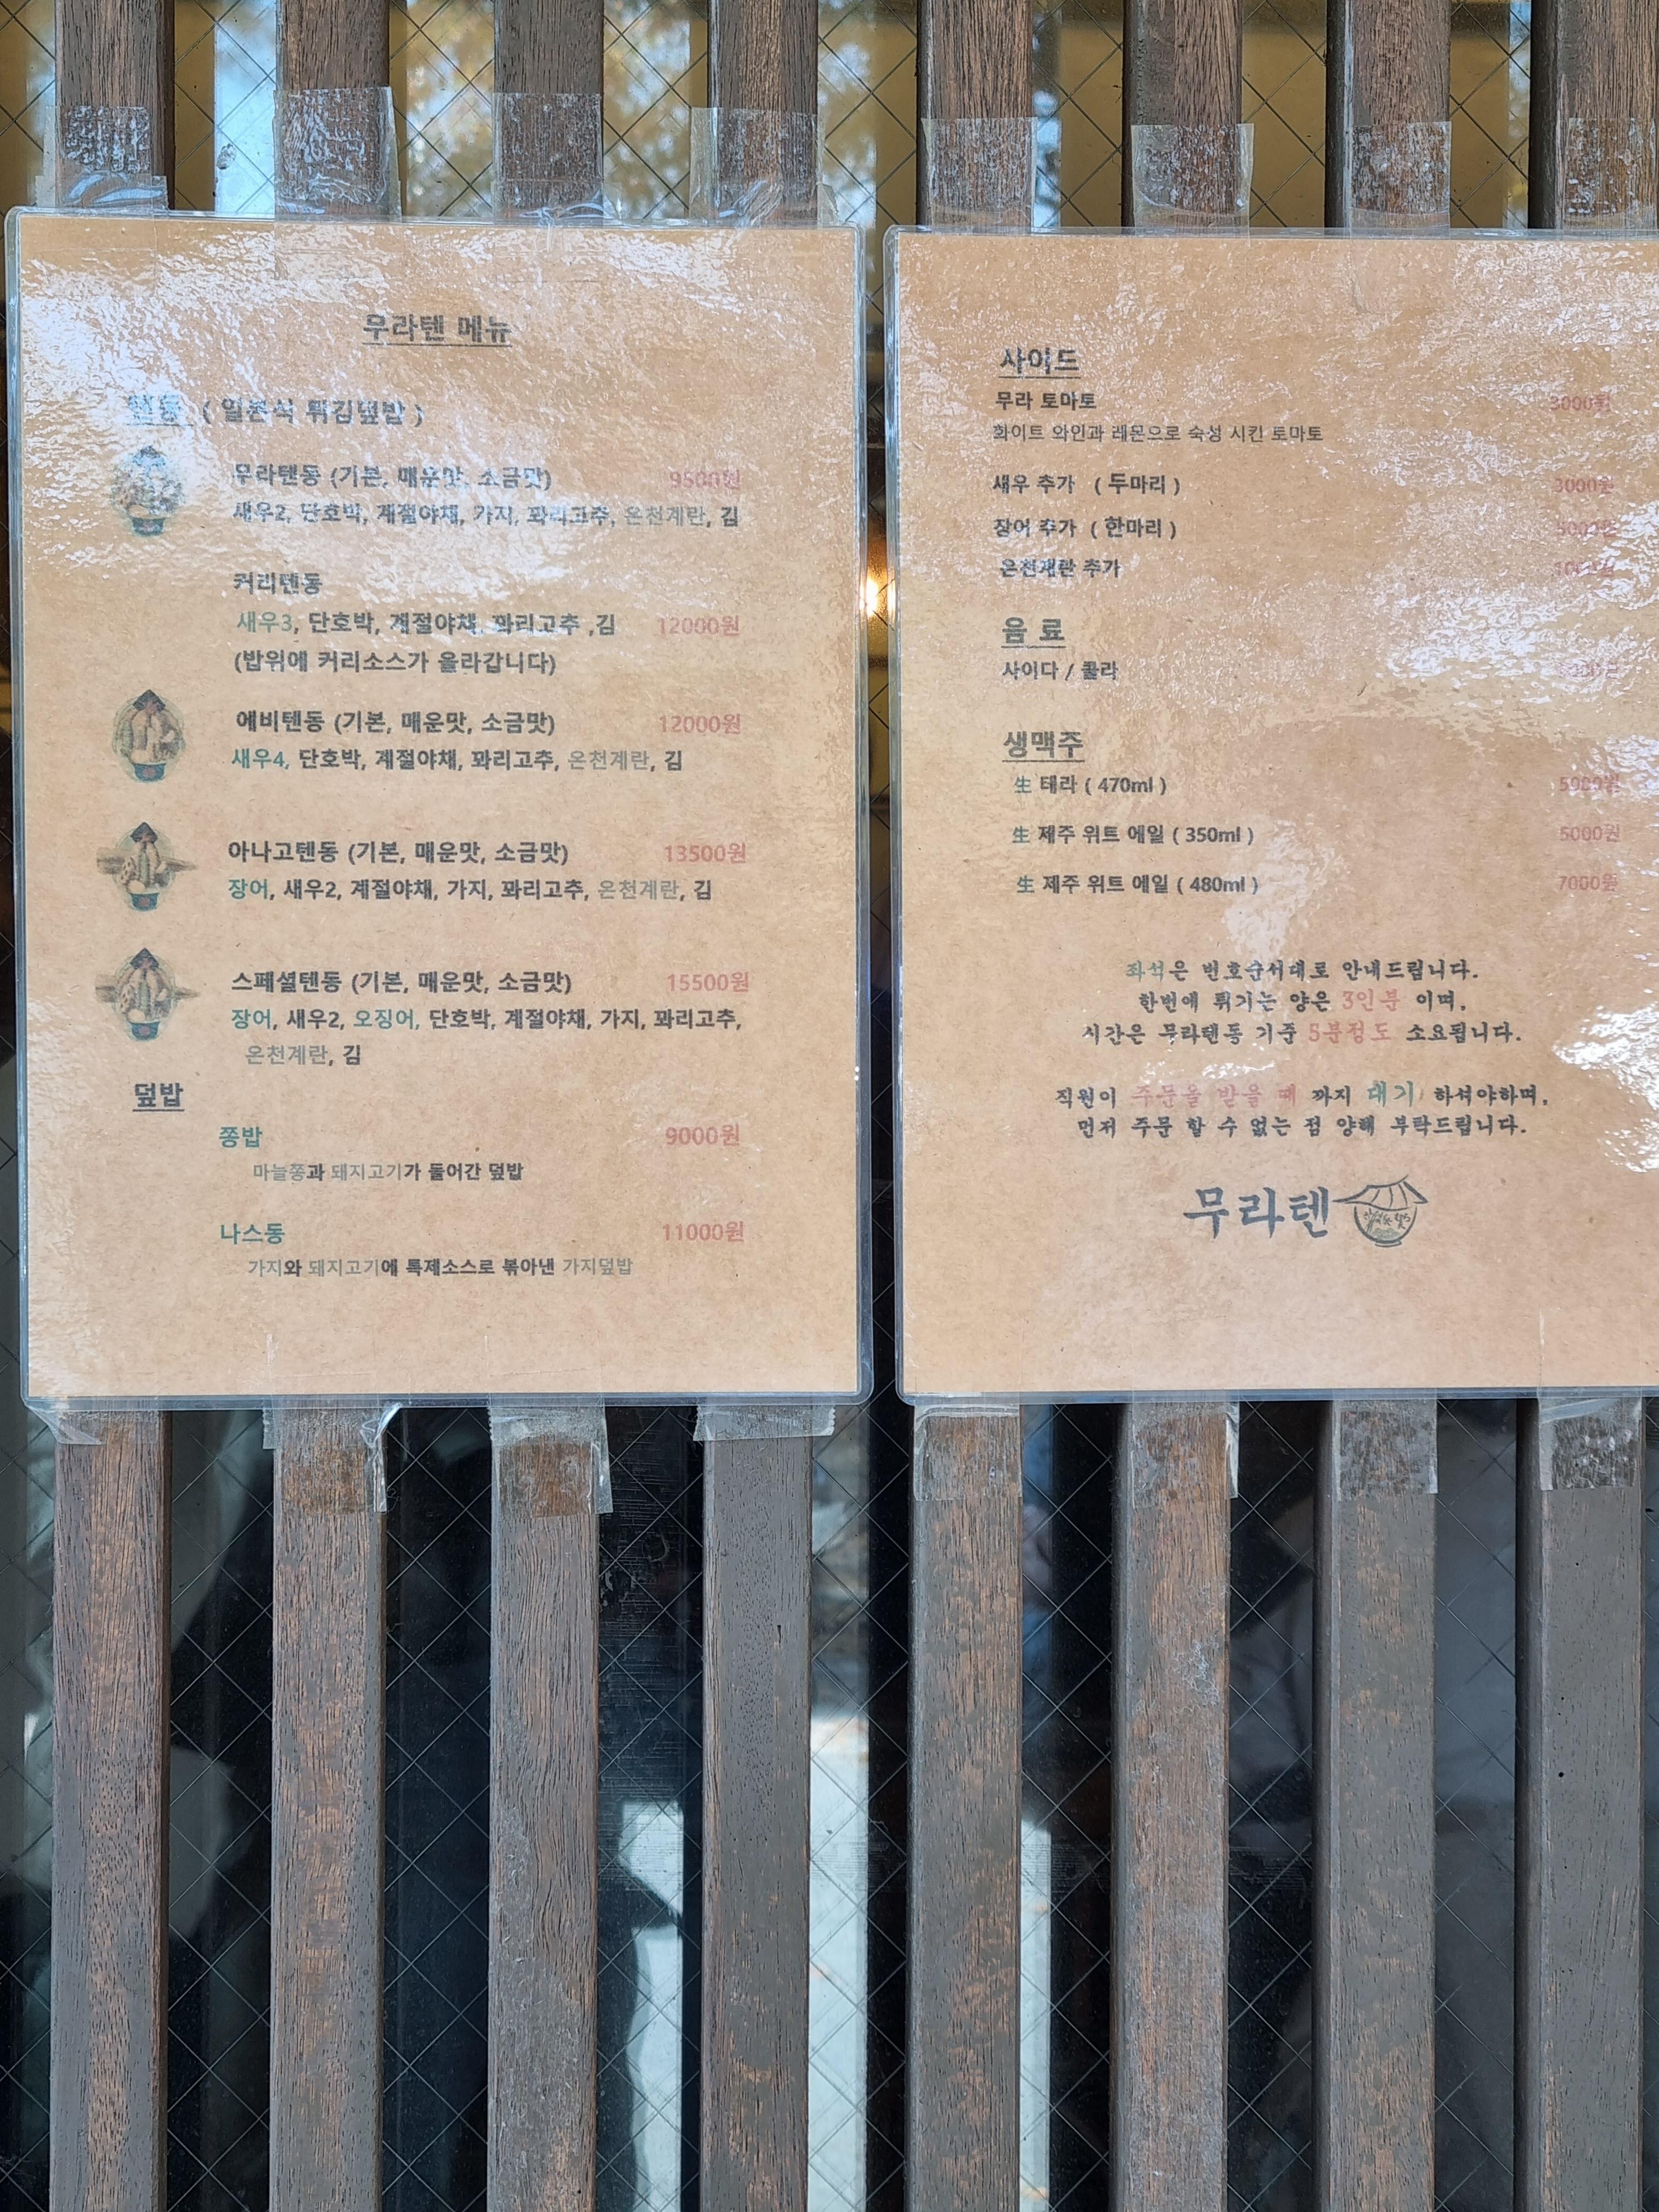 무라텐 메뉴
텐동 ( 일본식 튀김덮밥 )
무라텐동 (기본, 매운맛, 소금맛) 9500원
새우2, 단호박, 계절야채, 가지, 꽈리고추, 온천계란, 김
커리텐동
새우3, 단호박, 계절야채, 꽈리고추 ,김 12000원
(밥위에 커리소스가 올라갑니다)
에비텐동 (기본, 매운맛, 소금맛) 12000원
새우4, 단호박, 계절야채, 꽈리고추, 온천계란, 김
아나고텐동 (기본, 매운맛, 소금맛) 13500원
장어, 새우2, 계절야채, 가지, 꽈리고추, 온천계란, 김
스페셜텐동 (기본, 매운맛, 소금맛) 15500원
장어, 새우2, 오징어, 단호박, 계절야채, 가지, 꽈리고추,
온천계란, 김
덮밥
쫑밥 9000원
마늘쫑과 돼지고기가 들어간 덮밥
나스동 11000원
가지와 돼지고기에 특제소스로 볶아낸 가지덮밥
사이드
무라 토마토 3000원
화이트 와인과 레몬으로 숙성 시킨 토마토
새우 추가 ( 두마리 ) 3000원
장어 추가 ( 한마리 )
온천계란 추가
음 료
사이다 / 콜라
생맥주
生 테라 ( 470ml ) 5000원
生 제주 위트 에일 ( 350ml ) 5000원
生 제주 위트 에일 ( 480ml ) 7000원
좌석은 번호순서대로 안내드립니다.
한번에 튀기는 양은 3인분 이며,
시간은 무라텐동 기준 5분정도 소요됩니다.
직원이 주문을 받을 때 까지 대기 하셔야하며,
먼저 주문 할 수 없는 점 양해 부탁드립니다.
무라텐